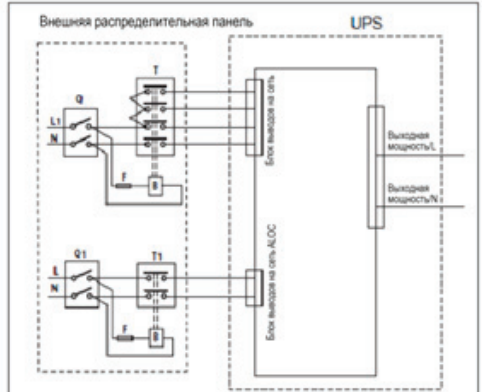 Внешняя распределительная панель
UPS
T
QI
L1
N
F
B
Блок выводов на сеть
Выходная
мощность/L
Выходная
мощность/N
Q1
T1
L
N
F
B
Блок выводов на сеть ALOC